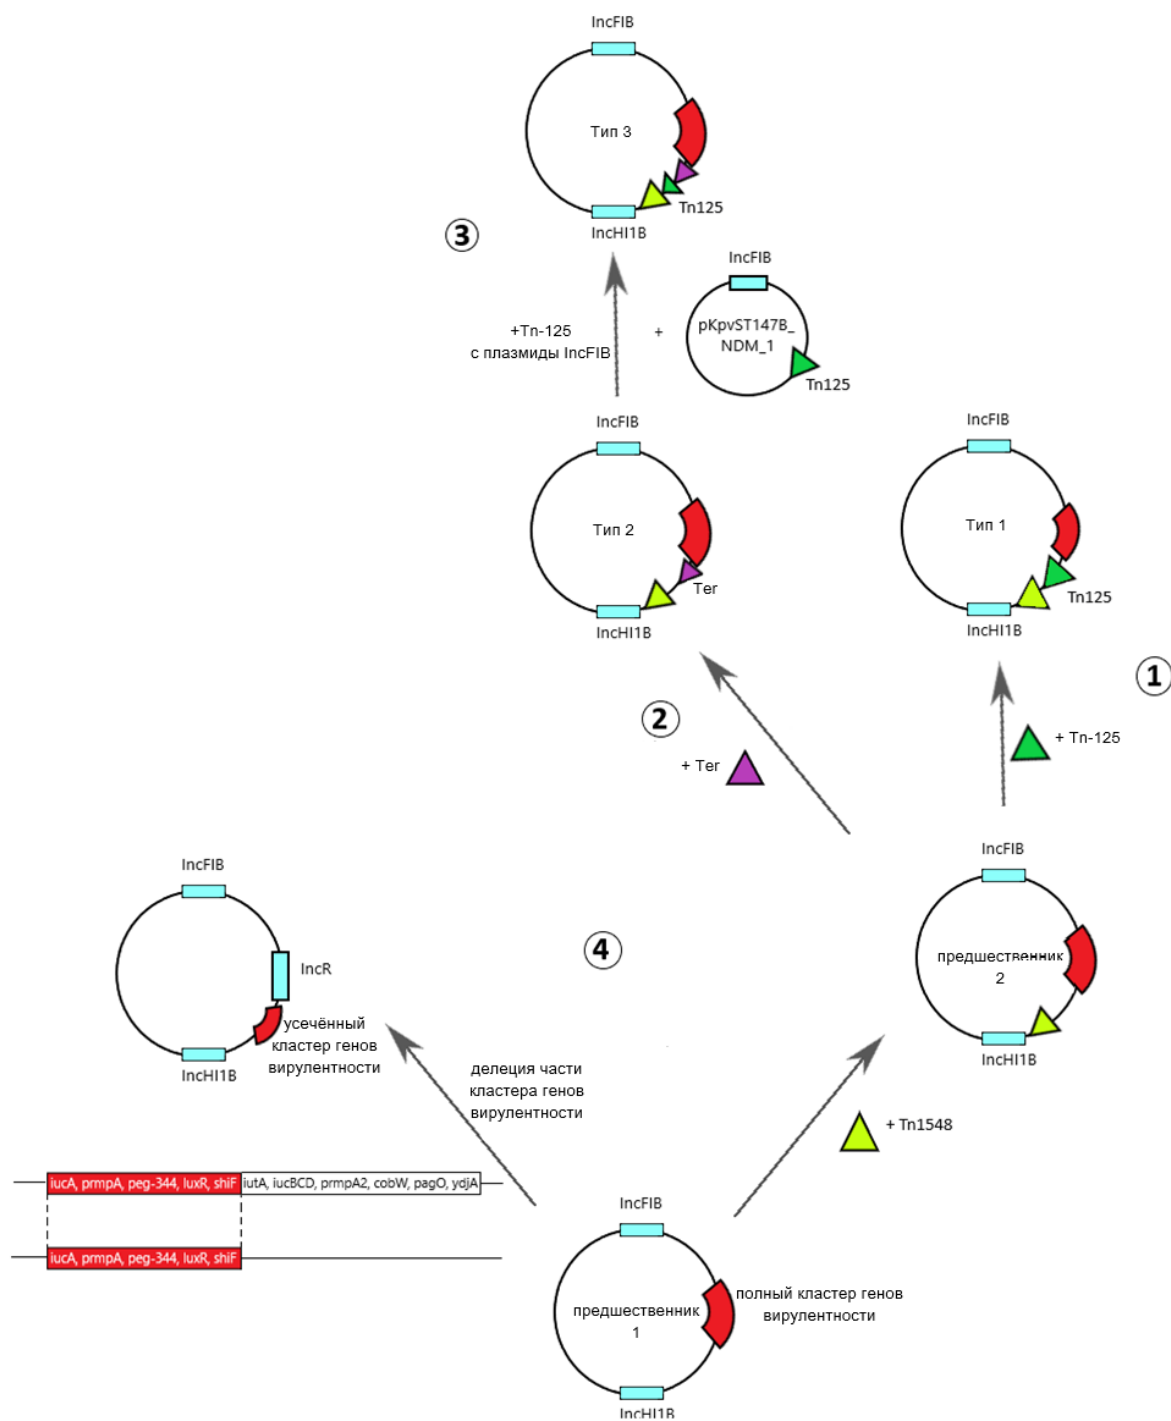 IncFIB
Тип 3
Tn125
IncHI1B
③
IncFIB
+Tn-125
с плазмиды IncFIB
+
pKpvST147B_
NDM_1
Tn125
IncFIB
Тип 2
Ter
IncHI1B
IncFIB
Тип 1
Tn125
IncHI1B
①
②
+ Ter
+ Tn-125
IncFIB
IncR
усечённый
кластер генов
вирулентности
IncHI1B
④
IncFIB
предшественник
2
IncHI1B
делеция части
кластера генов
вирулентности
+ Tn1548
iucA, prmpA, peg-344, luxR, shiF iutA, iucBCD, prmpA2, cobW, pagO, ydjA
iucA, prmpA, peg-344, luxR, shiF
IncFIB
предшественник
1
полный кластер генов
вирулентности
IncHI1B